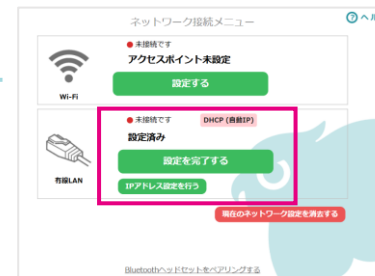 ネットワーク接続メニュー
? ヘル
● 未接続です
アクセスポイント未設定
設定する
Wi-Fi
● 未接続です DHCP (自動IP)
設定済み
設定を完了する
有線LAN
IPアドレス設定を行う
現在のネットワーク設定を消去する
Bluetoothヘッドセットをペアリングする